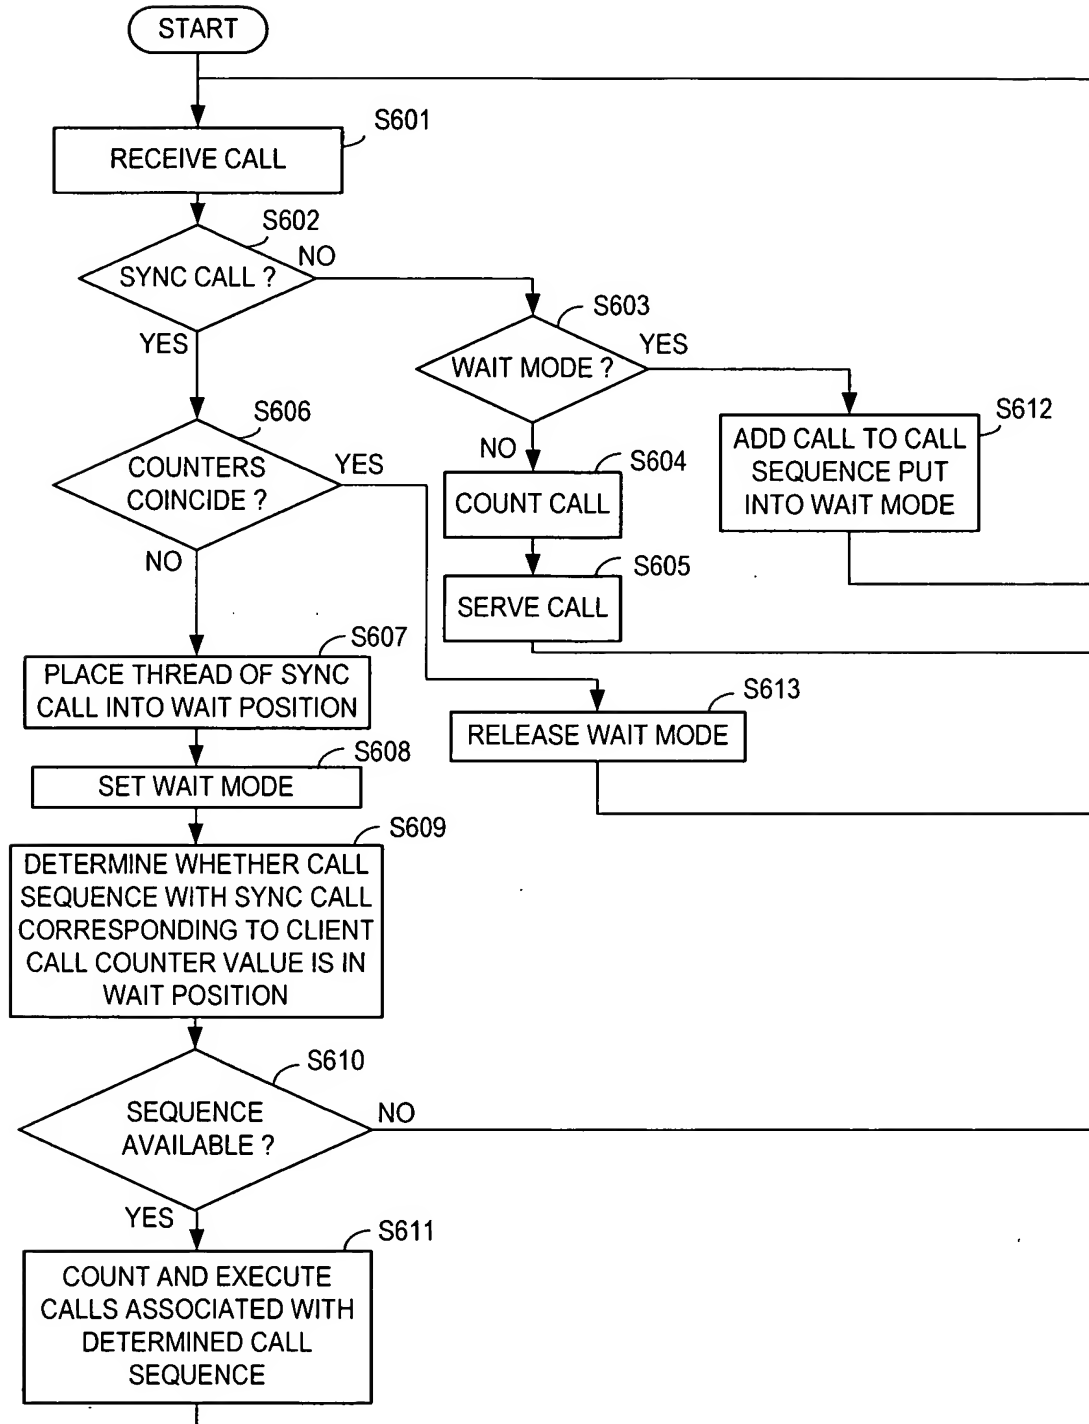 START
S601
RECEIVE CALL
S602
SYNC CALL ?
NO
YES
S603
WAIT MODE ?
YES
NO
S606
COUNTERS
COINCIDE ?
YES
NO
S604
COUNT CALL
S612
ADD CALL TO CALL
SEQUENCE PUT
INTO WAIT MODE
S605
SERVE CALL
S607
PLACE THREAD OF SYNC
CALL INTO WAIT POSITION
S613
RELEASE WAIT MODE
S608
SET WAIT MODE
S609
DETERMINE WHETHER CALL
SEQUENCE WITH SYNC CALL
CORRESPONDING TO CLIENT
CALL COUNTER VALUE IS IN
WAIT POSITION
S610
SEQUENCE
AVAILABLE ?
NO
YES
S611
COUNT AND EXECUTE
CALLS ASSOCIATED WITH
DETERMINED CALL
SEQUENCE